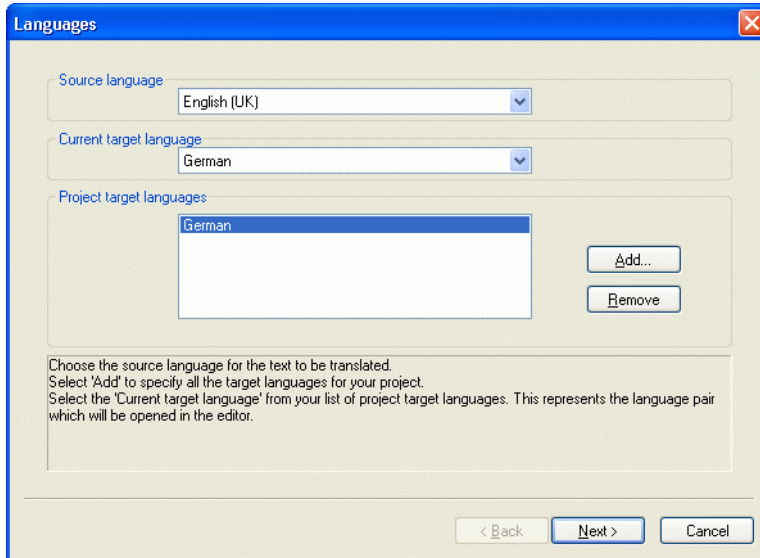 Languages
Source language
English (UK)
Current target language
German
Project target languages
German
Add...
Remove
Choose the source language for the text to be translated.
Select 'Add' to specify all the target languages for your project.
Select the 'Current target language' from your list of project target languages. This represents the language pair
which will be opened in the editor.
< Back
Next >
Cancel